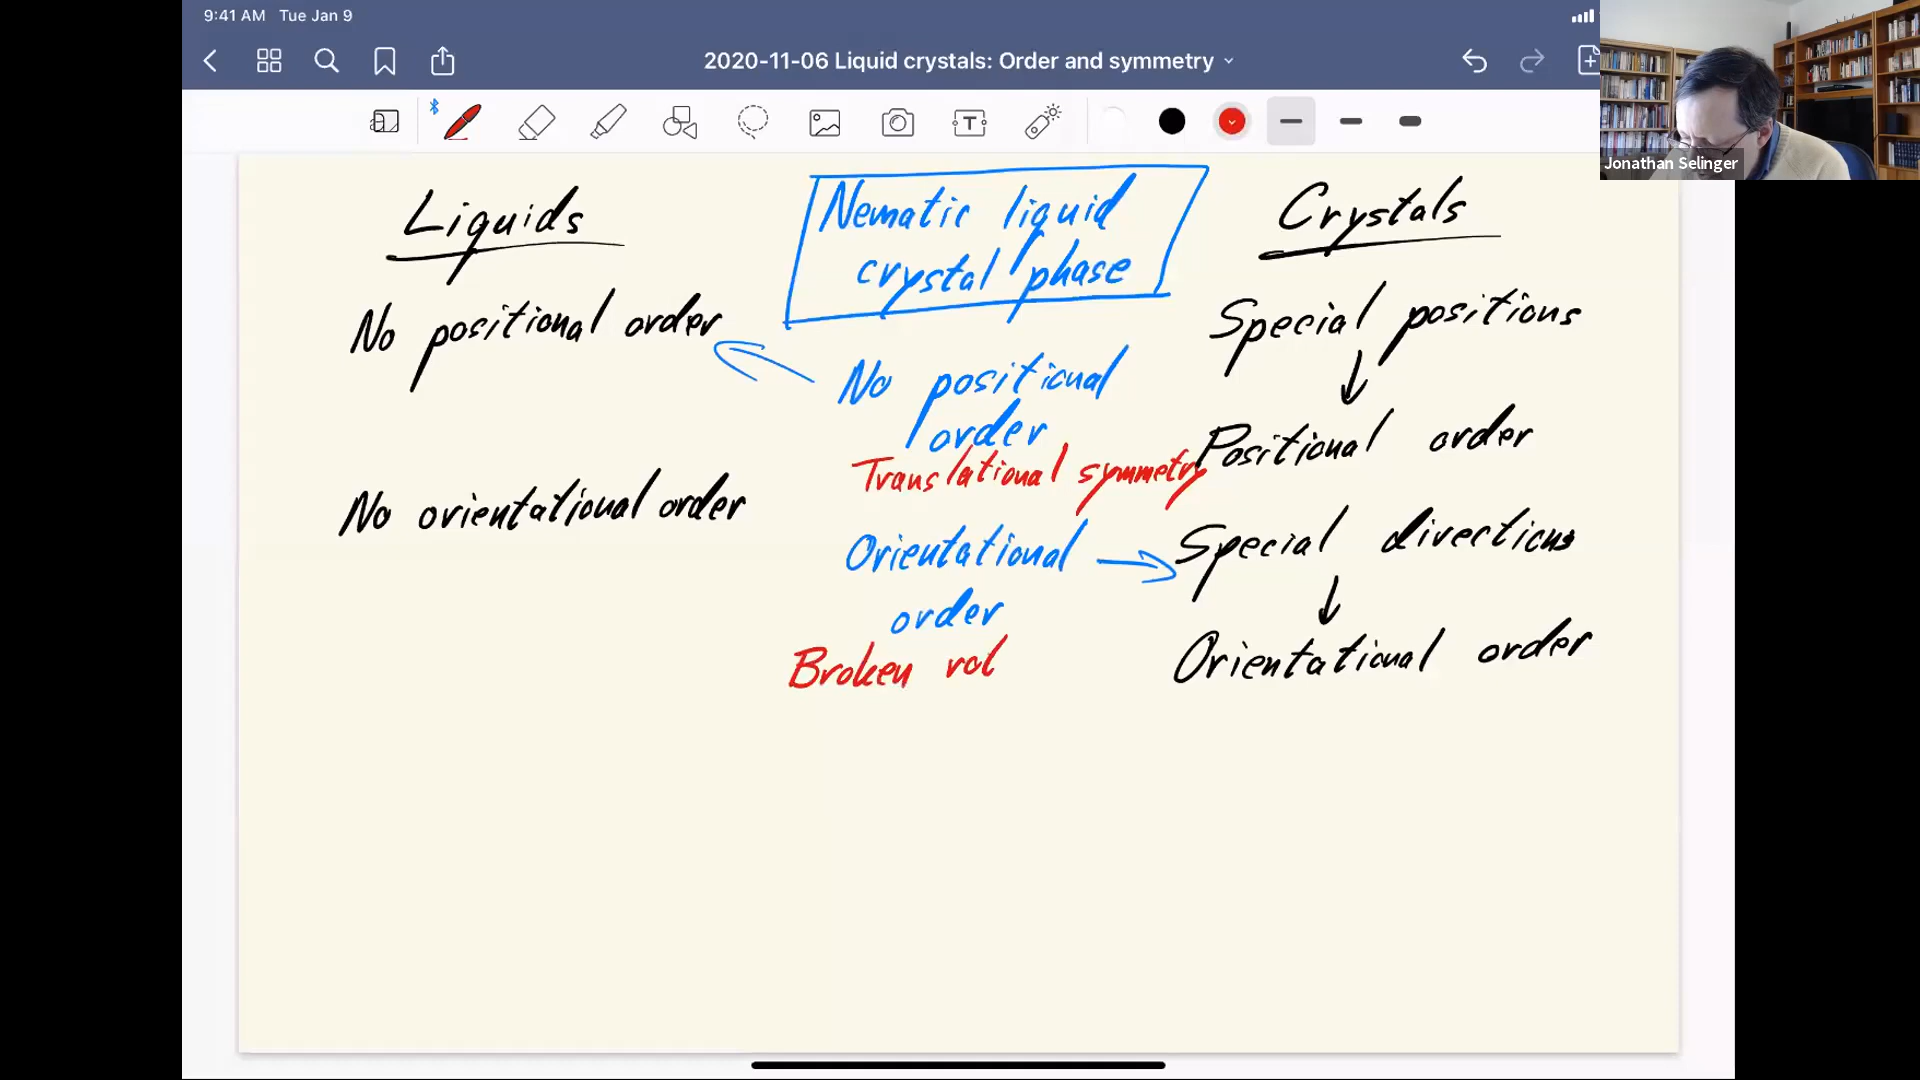 9:41 AM Tue Jan 9
2020-11-06 Liquid crystals: Order and symmetry
T
Jonathan Selinger
Liquids
No positional order
No orientational order
Nematic liquid
crystal phase
No positional
order
Translational symmetry
Orientational
order
Broken rot
Crystals
Special positions
Positional order
Special directions
Orientational order